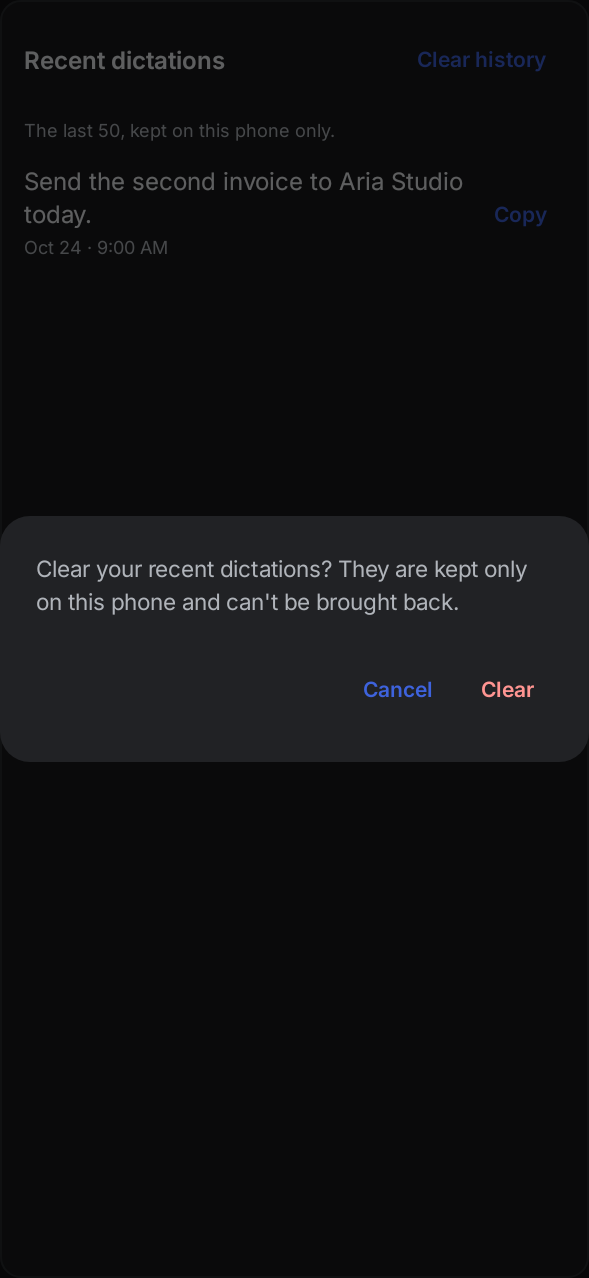 Recent dictations
Clear history
The last 50, kept on this phone only.
Send the second invoice to Aria Studio
today.
Copy
Oct 24 · 9:00 AM
Clear your recent dictations? They are kept only
on this phone and can't be brought back.
Cancel
Clear